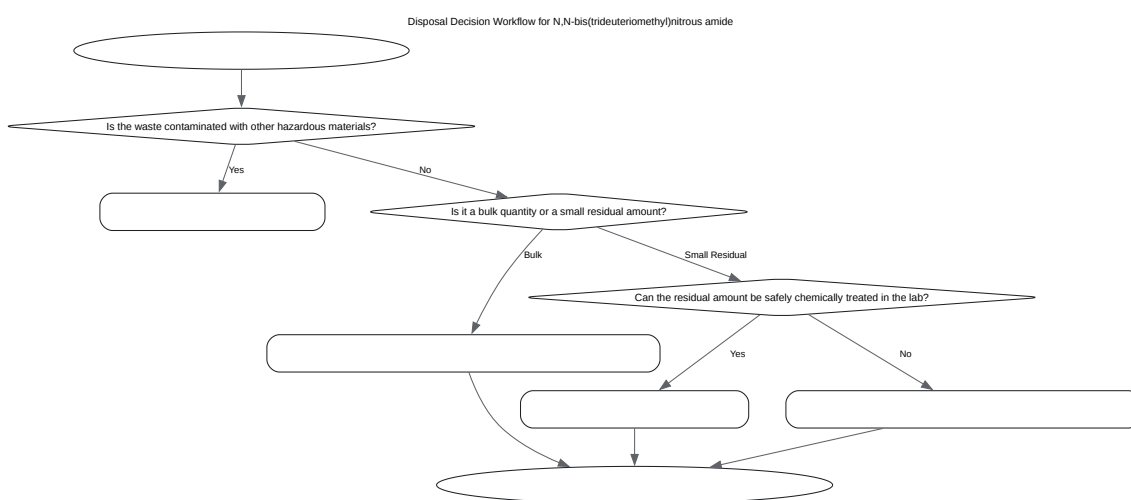 Disposal Decision Workflow for N,N-bis(trideuteriomethyl)nitrous amide
Is the waste contaminated with other hazardous materials?
Yes
No
Is it a bulk quantity or a small residual amount?
Bulk
Small Residual
Can the residual amount be safely chemically treated in the lab?
Yes
No